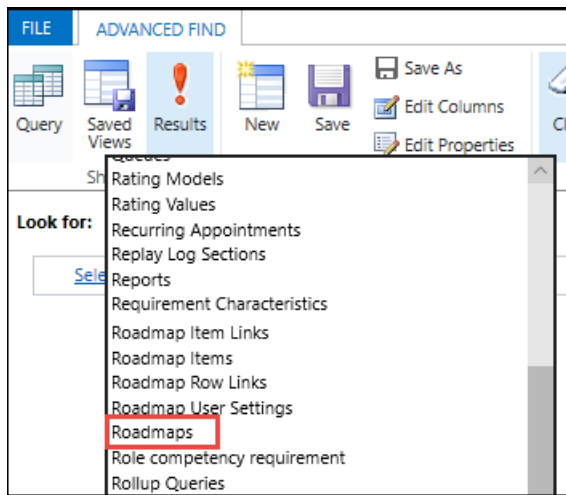 FILE ADVANCED FIND
Query
Saved Views
Results
New
Save
Save As
Edit Columns
Edit Properties
Look for:
Queues
Rating Models
Rating Values
Recurring Appointments
Replay Log Sections
Reports
Requirement Characteristics
Roadmap Item Links
Roadmap Items
Roadmap Row Links
Roadmap User Settings
Roadmaps
Role competency requirement
Rollup Queries